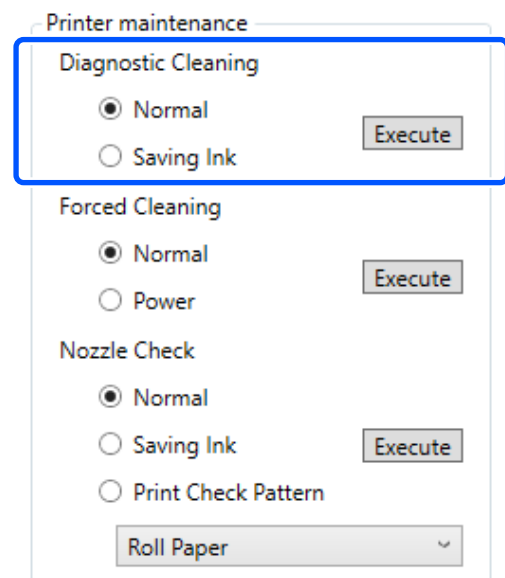 Printer maintenance
Diagnostic Cleaning
Normal
Execute
Saving Ink
Forced Cleaning
Normal
Execute
Power
Nozzle Check
Normal
Saving Ink
Execute
Print Check Pattern
Roll Paper